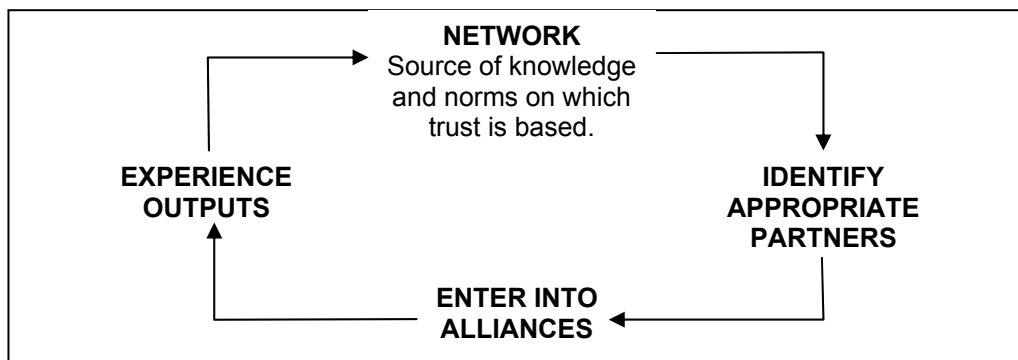 NETWORK
Source of knowledge
and norms on which
trust is based.
EXPERIENCE
OUTPUTS
IDENTIFY
APPROPRIATE
PARTNERS
ENTER INTO
ALLIANCES